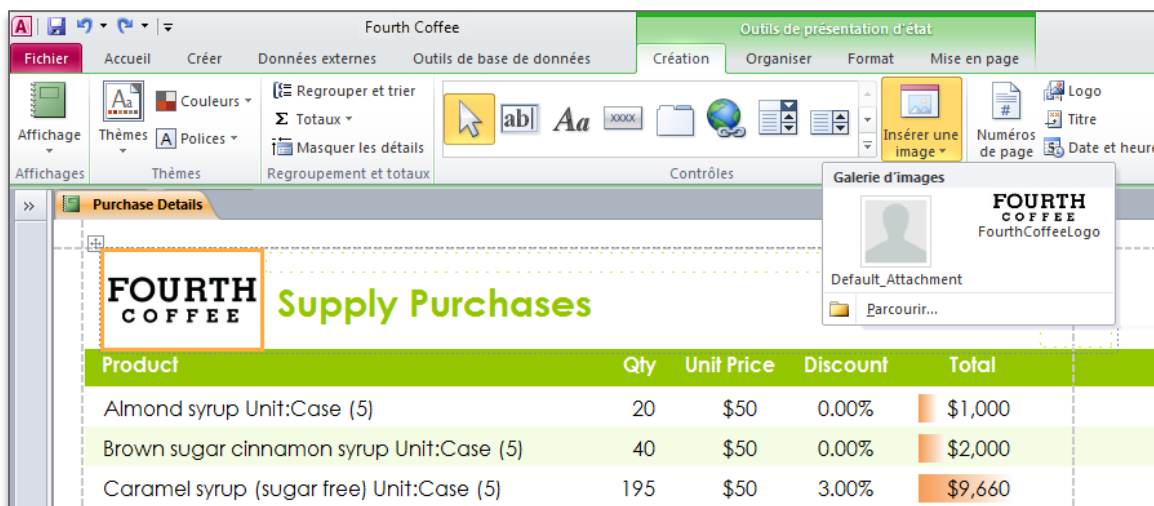 A
Fourth Coffee
Outils de présentation d'état
Fichier Accueil Créer Données externes Outils de base de données Création Organiser Format Mise en page
Affichage
Thèmes
Aa
Couleurs
A Polices
Regrouper et trier
Σ Totaux
Masquer les détails
ab Aa XXXX
Insérer une
image
#
Numéros
de page
Logo
Titre
Date et heure
Affichages Thèmes Regroupement et totaux Contrôles
Galerie d'images
FOURTH
COFFEE
FourthCoffeeLogo
Default_Attachment
Parcourir...
» Purchase Details
FOURTH
COFFEE
Supply Purchases
Product Qty Unit Price Discount Total
Almond syrup Unit:Case (5) 20 $50 0.00% $1,000
Brown sugar cinnamon syrup Unit:Case (5) 40 $50 0.00% $2,000
Caramel syrup (sugar free) Unit:Case (5) 195 $50 3.00% $9,660